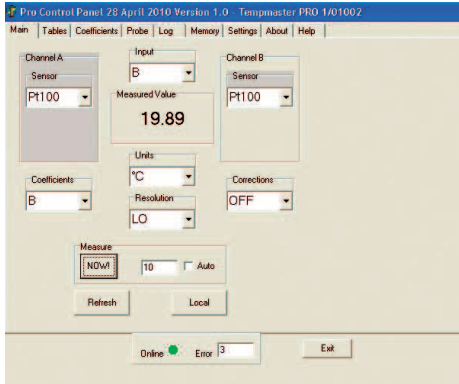 Pro Control Panel 28 April 2010 Version 1.0 - Tempmaster PRO 1/01002
Main Tables Coefficients Probe Log Memory Settings About Help
Channel A Input Channel B
Sensor B Sensor
Pt100 Measured Value Pt100
19.89
Units
°C
Coefficients Corrections
B Resolution OFF
LO
Measure
NOW! 10 Auto
Refresh Local
Online Error 3 Exit